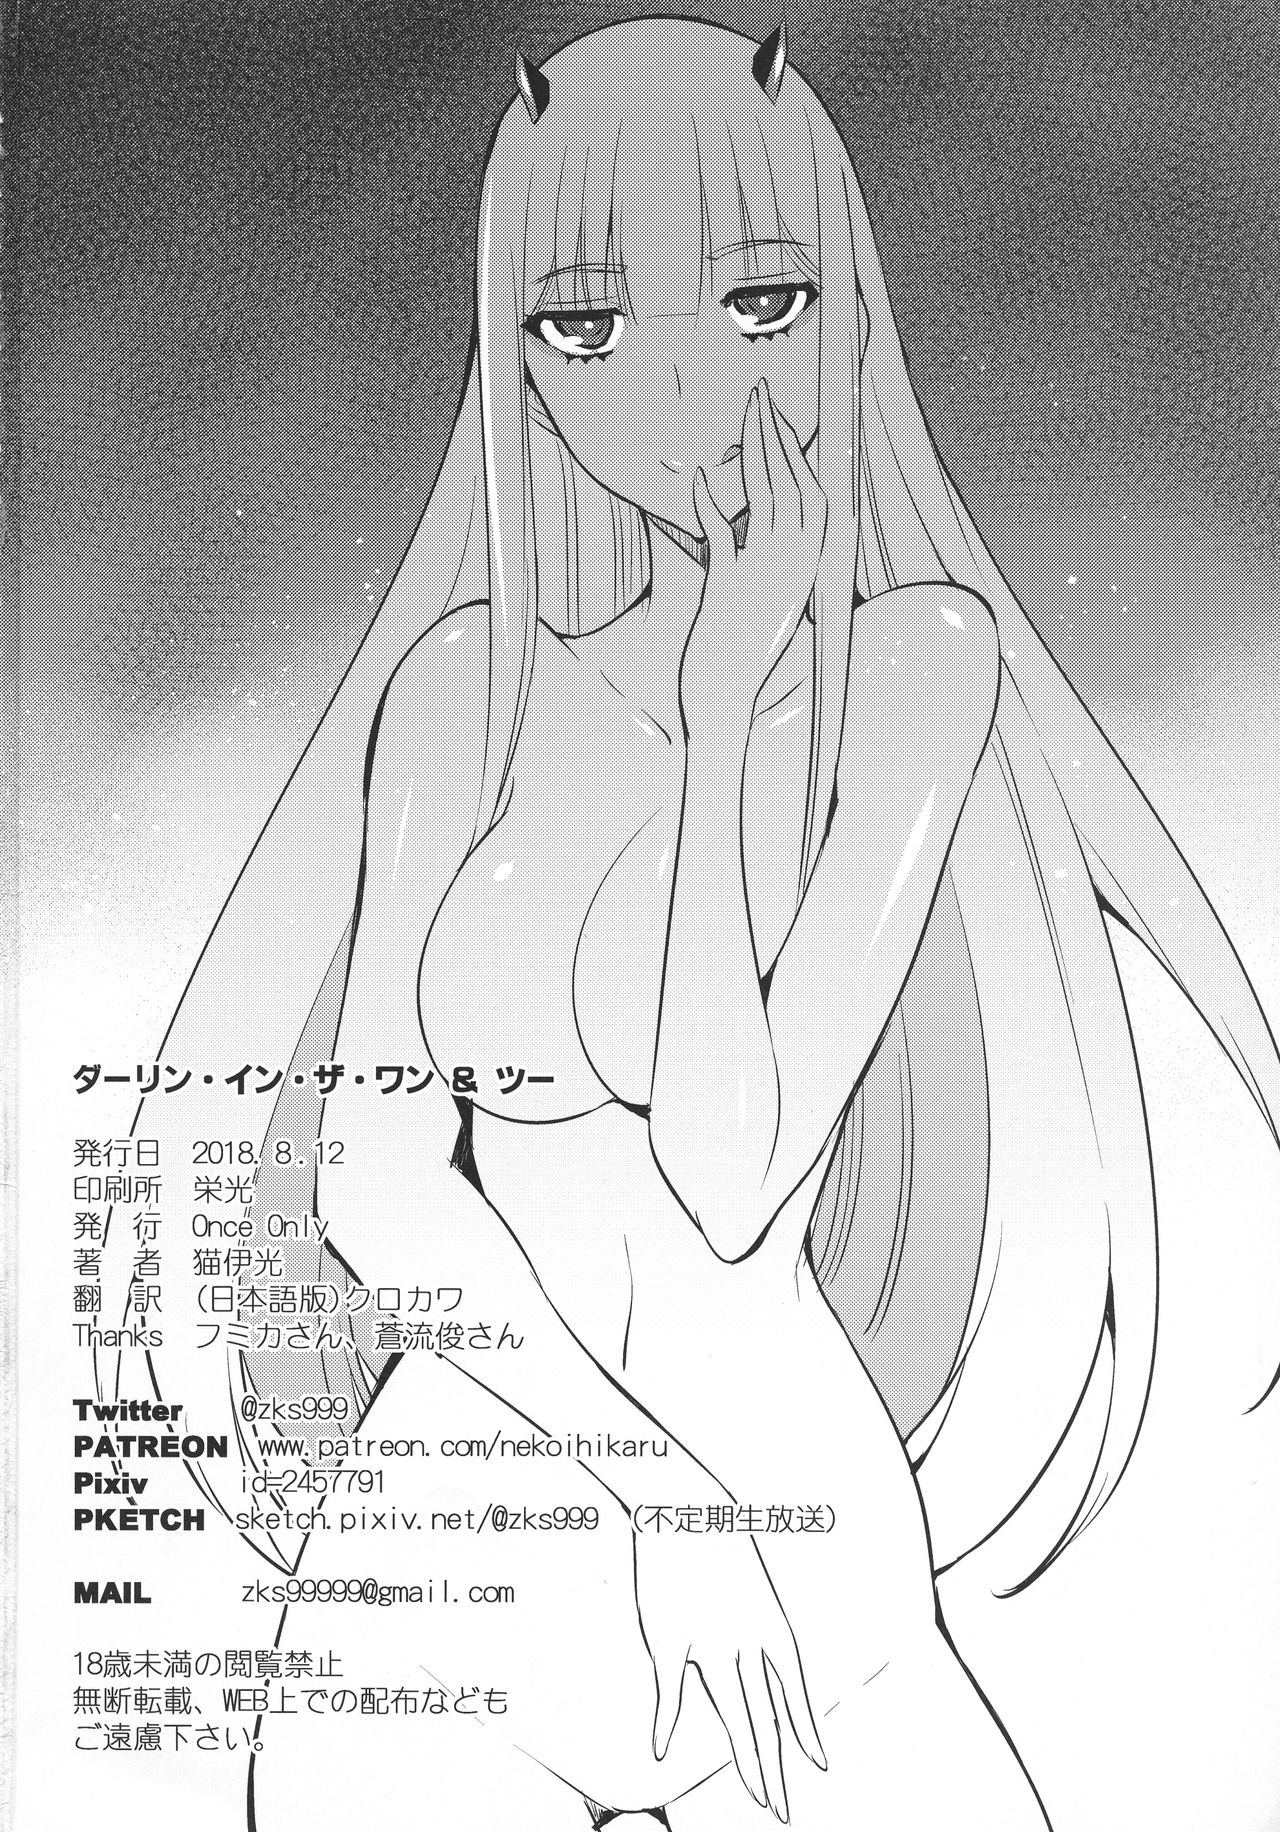 ダーリン・イン・ザ・ワン & ツー
発行日 2018.8.12
印刷所 栄光
発 行 Once Only
著 者 猫伊光
翻 訳 (日本語版)クロカワ
Thanks フミカさん、蒼流俊さん
Twitter @zks999
PATREON www.patreon.com/nekoihikaru
Pixiv id=2457791
PKÈTCH sketch.pixiv.net/@zks999 (不定期生放送)
MAIL zks99999@gmail.com
18歳未満の閲覧禁止
無断転載、WEB上での配布なども
ご遠慮下さい。